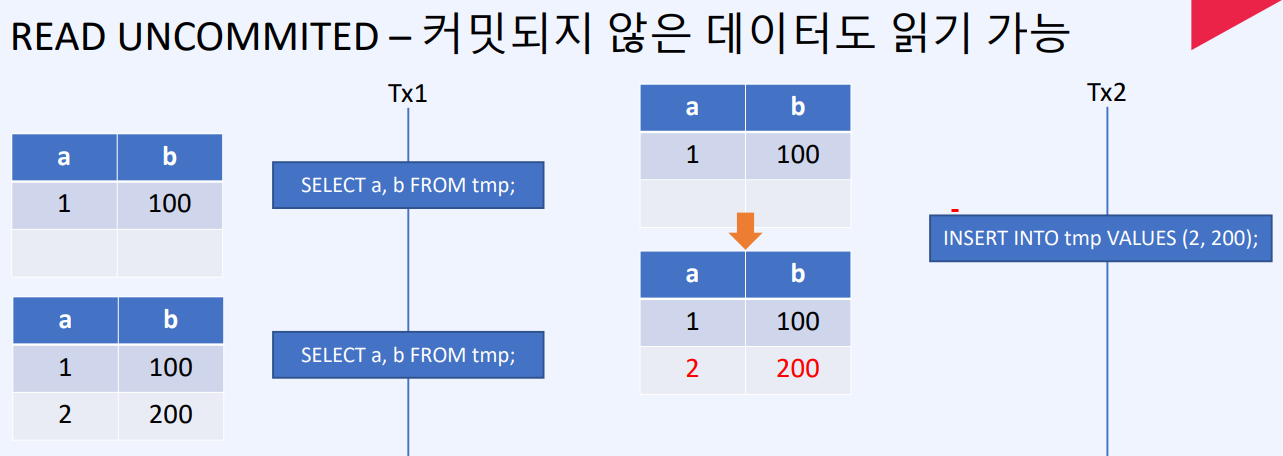 READ UNCOMMITED – 커밋되지 않은 데이터도 읽기 가능
Tx1
a b
1 100
SELECT a, b FROM tmp;
a b
1 100
2 200
SELECT a, b FROM tmp;
a b
1 100
a b
1 100
2 200
Tx2
INSERT INTO tmp VALUES (2, 200);